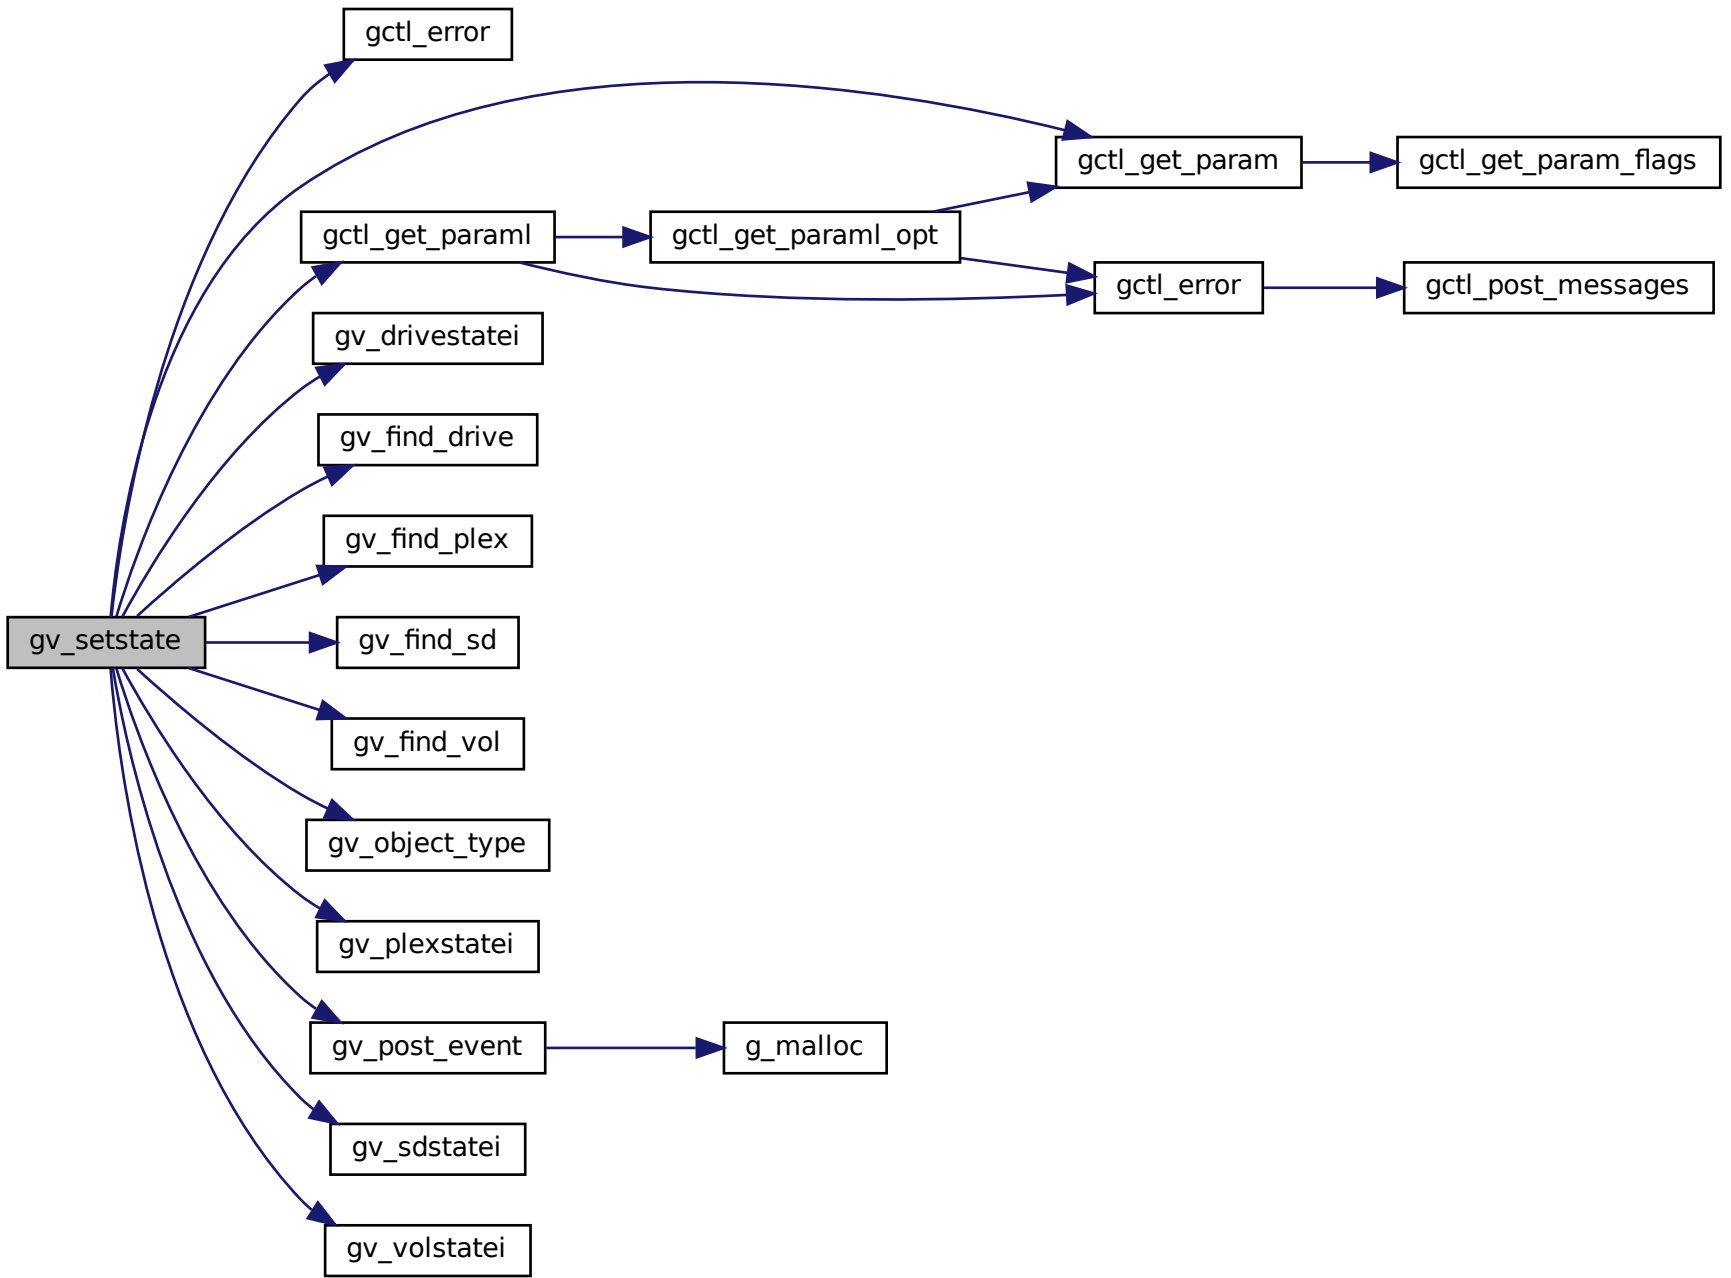 gctl_error
gctl_get_param
gctl_get_param_flags
gctl_get_paraml
gctl_get_paraml_opt
gctl_error
gctl_post_messages
gv_drivestatei
gv_find_drive
gv_find_plex
gv_setstate
gv_find_sd
gv_find_vol
gv_object_type
gv_plexstatei
gv_post_event
g_malloc
gv_sdstatei
gv_volstatei